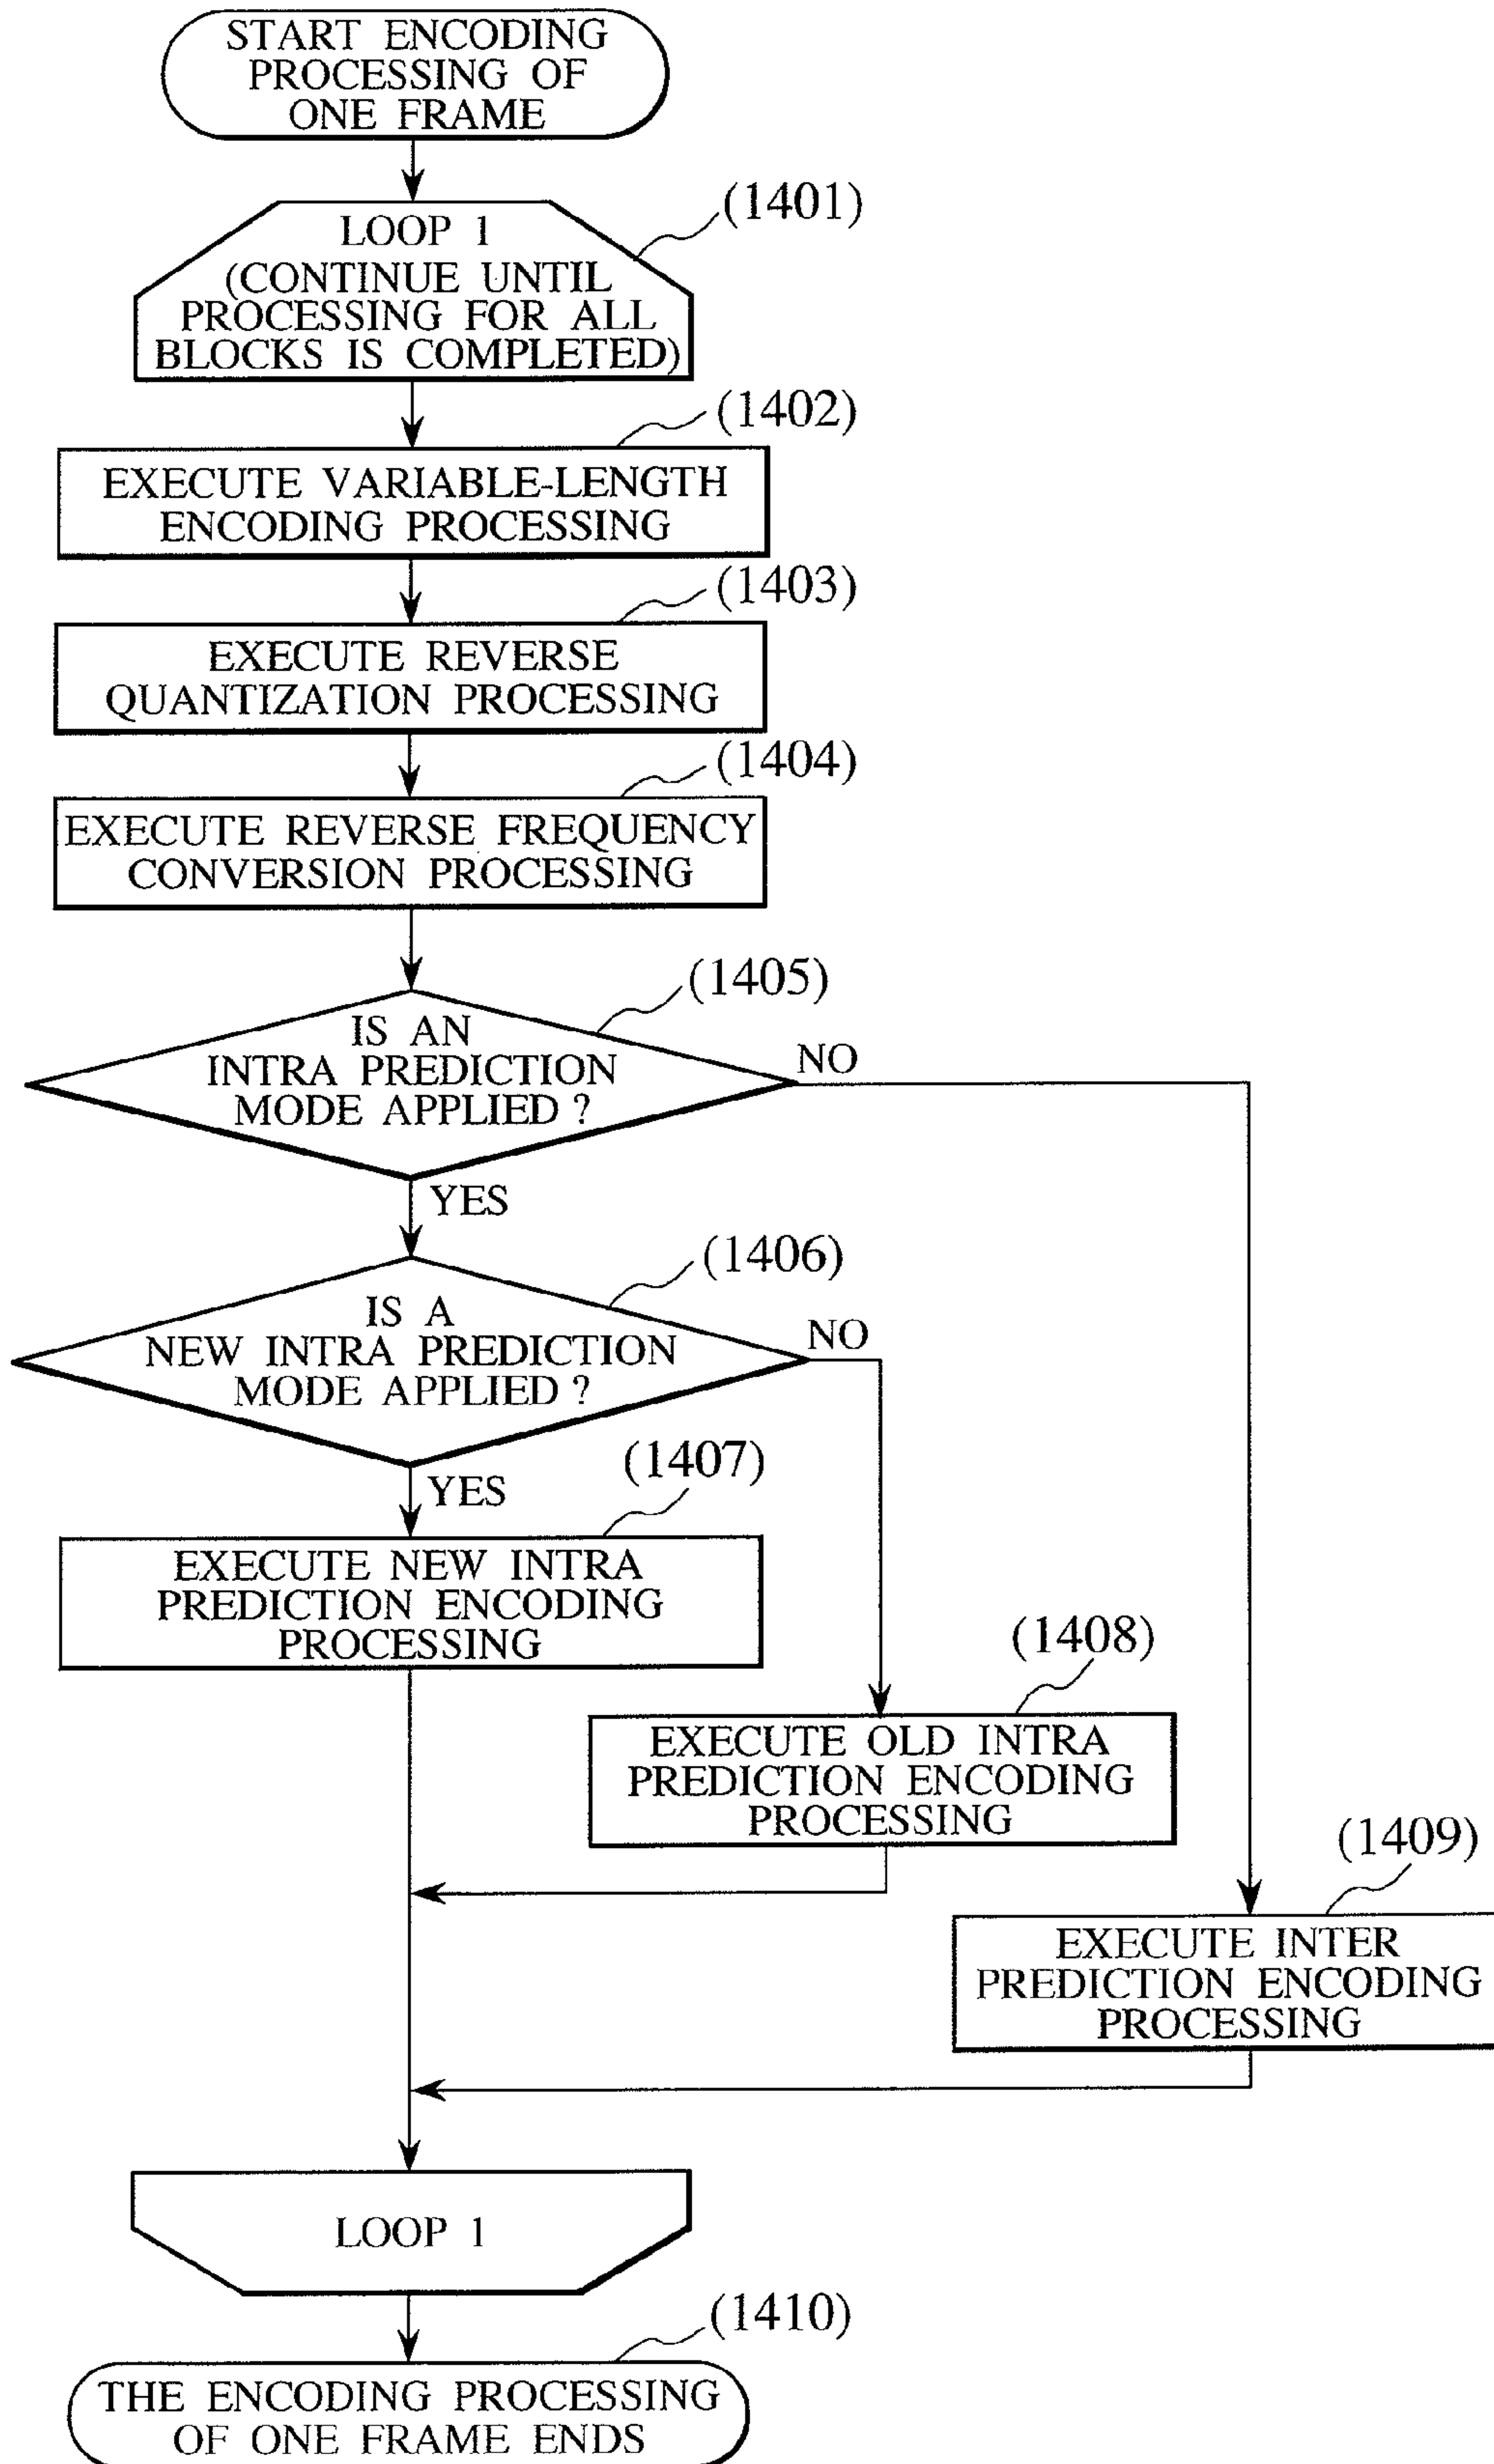 START ENCODING
PROCESSING OF
ONE FRAME
(1401)
LOOP 1
(CONTINUE UNTIL
PROCESSING FOR ALL
BLOCKS IS COMPLETED)
(1402)
EXECUTE VARIABLE-LENGTH
ENCODING PROCESSING
(1403)
EXECUTE REVERSE
QUANTIZATION PROCESSING
(1404)
EXECUTE REVERSE FREQUENCY
CONVERSION PROCESSING
(1405)
IS AN
INTRA PREDICTION
MODE APPLIED ?
NO
YES
(1406)
IS A
NEW INTRA PREDICTION
MODE APPLIED ?
NO
YES
(1407)
EXECUTE NEW INTRA
PREDICTION ENCODING
PROCESSING
(1408)
EXECUTE OLD INTRA
PREDICTION ENCODING
PROCESSING
(1409)
EXECUTE INTER
PREDICTION ENCODING
PROCESSING
LOOP 1
(1410)
THE ENCODING PROCESSING
OF ONE FRAME ENDS